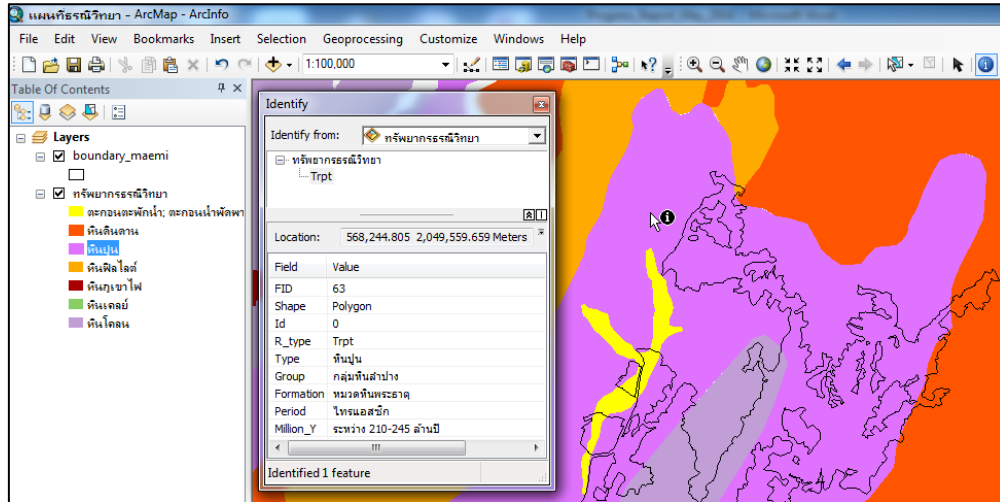 แผนที่ธรณีวิทยา - ArcMap - ArcInfo
File Edit View Bookmarks Insert Selection Geoprocessing Customize Windows Help
1:100,000
Table Of Contents
Layers
boundary_maemi
ทรัพยากรธรณีวิทยา
ตะกอนตะพักน้ำ; ตะกอนน้ำพัดพา
หินดินดาน
หินปูน
หินฟิลไลต์
หินภูเขาไฟ
หินเคลย์
หินโคลน
Identify
Identify from: ทรัพยากรธรณีวิทยา
ทรัพยากรธรณีวิทยา
Trpt
Location: 568,244.805 2,049,559.659 Meters
Field Value
FID 63
Shape Polygon
Id 0
R_type Trpt
Type หินปูน
Group กลุ่มหินลำปาง
Formation หมวดหินพระธาตุ
Period ไทรแอสซิก
Million_Y ระหว่าง 210-245 ล้านปี
Identified 1 feature